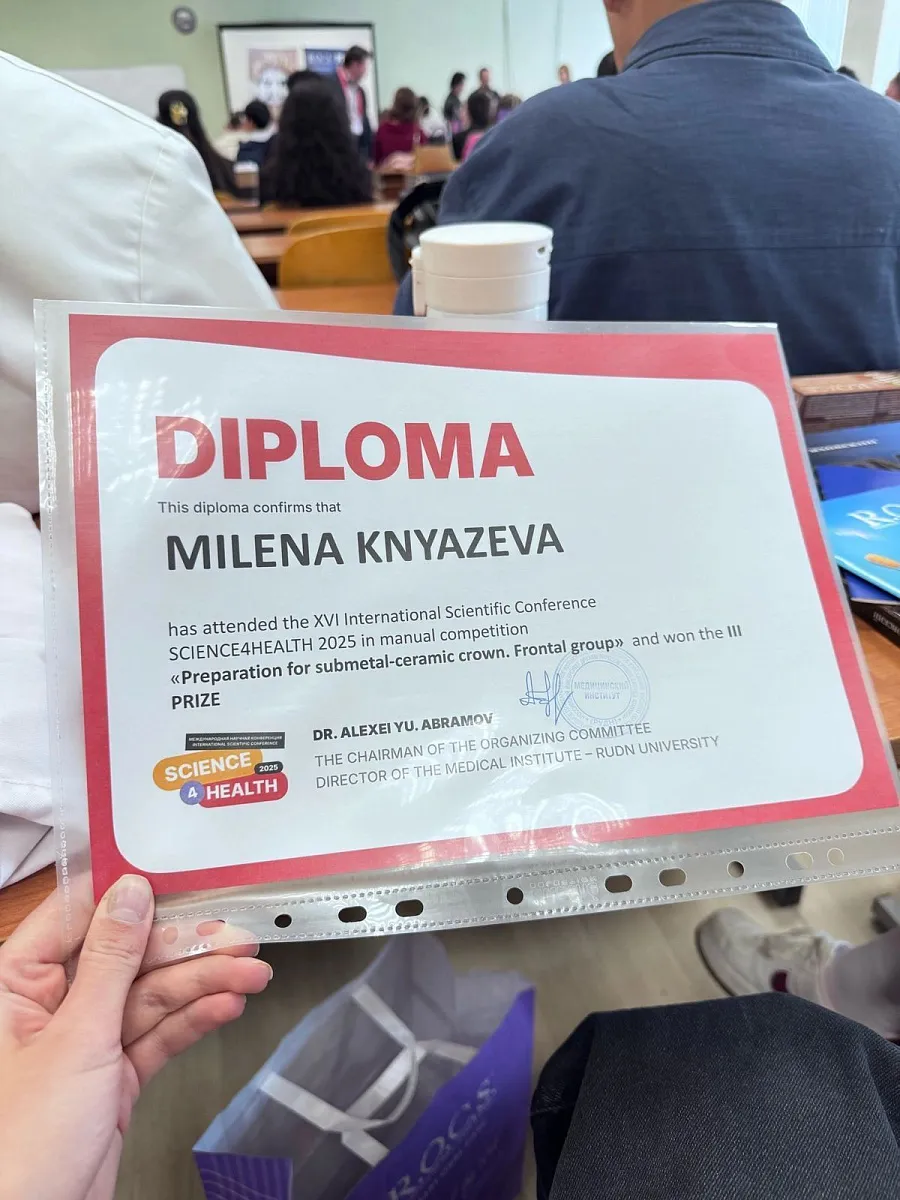 DIPLOMA
This diploma confirms that
MILENA KNYAZEVA
has attended the XVI International Scientific Conference
SCIENCE4HEALTH 2025 in manual competition
«Preparation for submetal-ceramic crown. Frontal group» and won the III
PRIZE
МЕДИЦИНСКИЙ
ИНСТИТУТ
DR. ALEXEI YU. ABRAMOV
THE CHAIRMAN OF THE ORGANIZING COMMITTEE
DIRECTOR OF THE MEDICAL INSTITUTE – RUDN UNIVERSITY
МЕЖДУНАРОДНАЯ НАУЧНАЯ КОНФЕРЕНЦИЯ
INTERNATIONAL SCIENTIFIC CONFERENCE
SCIENCE
2025
4 HEALTH
R.O.C.S